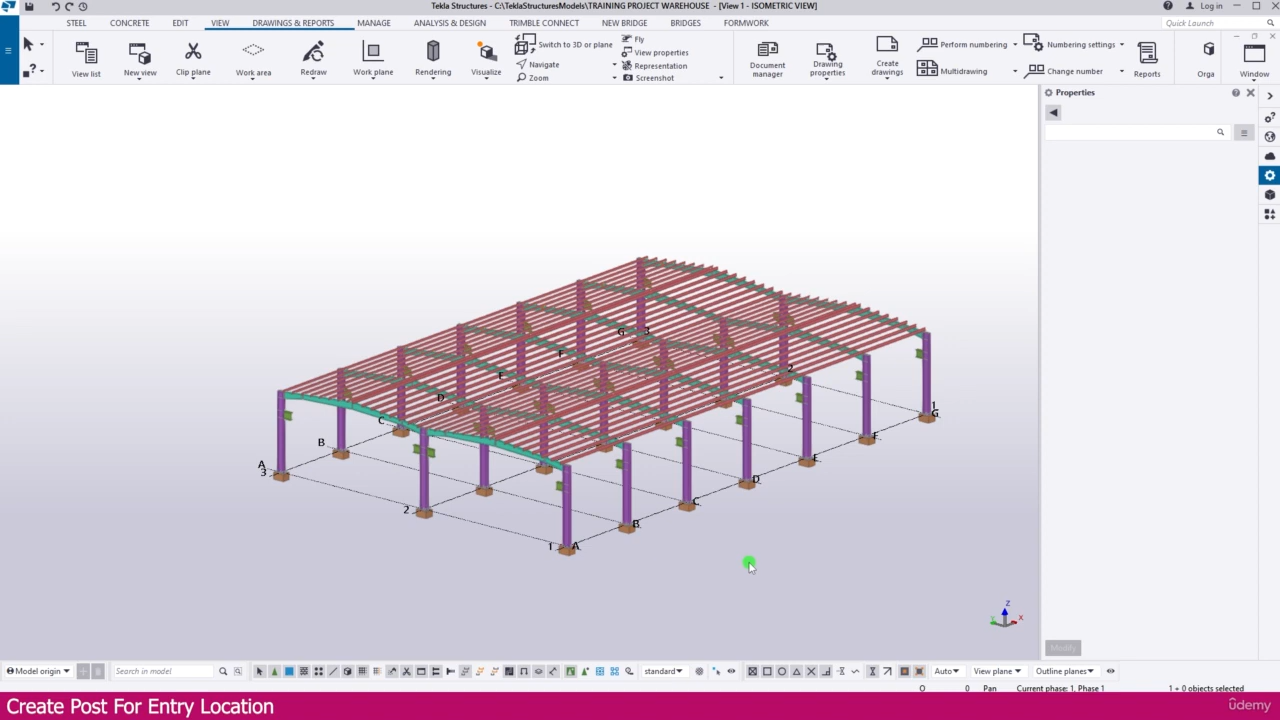 Tekla Structures - C:\TeklaStructuresModels\TRAINING PROJECT WAREHOUSE - [View 1 - ISOMETRIC VIEW]
Log in
STEEL CONCRETE EDIT VIEW DRAWINGS & REPORTS MANAGE ANALYSIS & DESIGN TRIMBLE CONNECT NEW BRIDGE BRIDGES FORMWORK
Quick Launch
View list
New view
Clip plane
Work area
Redraw
Work plane
Rendering
Visualize
Switch to 3D or plane
Navigate
Zoom
Fly
View properties
Representation
Screenshot
Document manager
Drawing properties
Create drawings
Perform numbering
Multidrawing
Numbering settings
Change number
Reports
Orga
Window
Properties
Modify
G 3
F
E
D
C
B
A
3
2
1 A
B
C
D
E
F
1
G
2
Z
Y
X
Model origin
Search in model
standard
Auto
View plane
Outline planes
O 0 Pan Current phase: 1, Phase 1 1 + 0 objects selected
Create Post For Entry Location
ûdemy